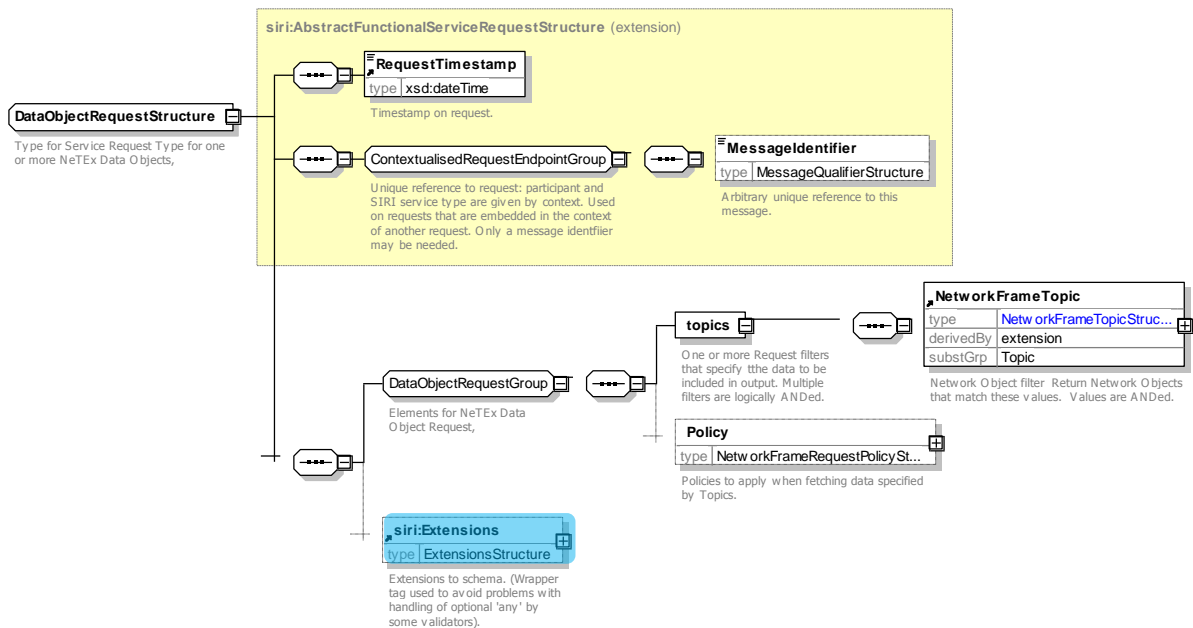 siri:AbstractFunctionalServiceRequestStructure (extension)
RequestTimestamp
type xsd:dateTime
Timestamp on request.
DataObjectRequestStructure
Type for Service Request Type for one
or more NeTEx Data Objects,
ContextualisedRequestEndpointGroup
Unique reference to request: participant and
SIRI service type are given by context. Used
on requests that are embedded in the context
of another request. Only a message identfiier
may be needed.
MessageIdentifier
type MessageQualifierStructure
Arbitrary unique reference to this
message.
DataObjectRequestGroup
Elements for NeTEx Data
Object Request,
topics
One or more Request filters
that specify tthe data to be
included in output. Multiple
filters are logically ANDed.
NetworkFrameTopic
type NetworkFrameTopicStruc...
derivedBy extension
substGrp Topic
Network Object filter Return Network Objects
that match these values. Values are ANDed.
Policy
type NetworkFrameRequestPolicySt...
Policies to apply when fetching data specified
by Topics.
siri:Extensions
type ExtensionsStructure
Extensions to schema. (Wrapper
tag used to avoid problems with
handling of optional 'any' by
some validators).